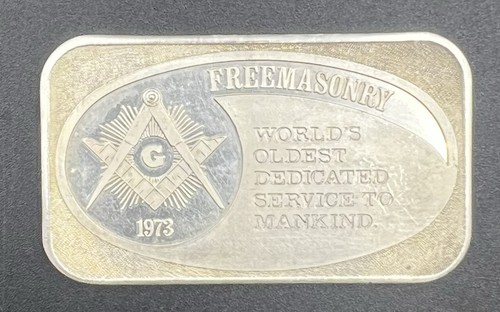 FREEMASONRY
G
1973
WORLD'S
OLDEST
DEDICATED
SERVICE TO
MANKIND.